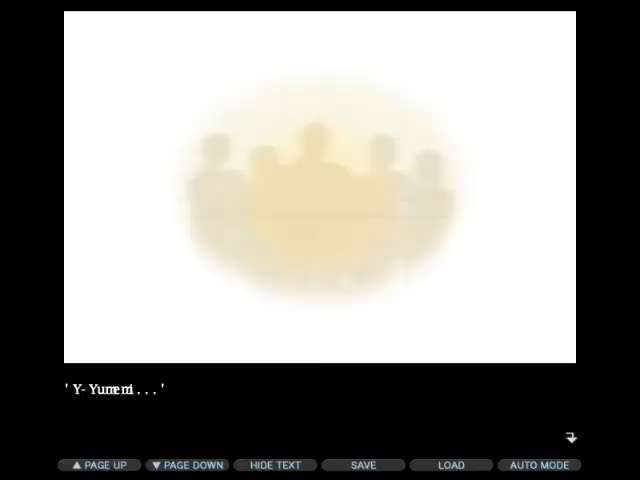 'Y-Yumemi...'
▲ PAGE UP
▼ PAGE DOWN
HIDE TEXT
SAVE
LOAD
AUTO MODE